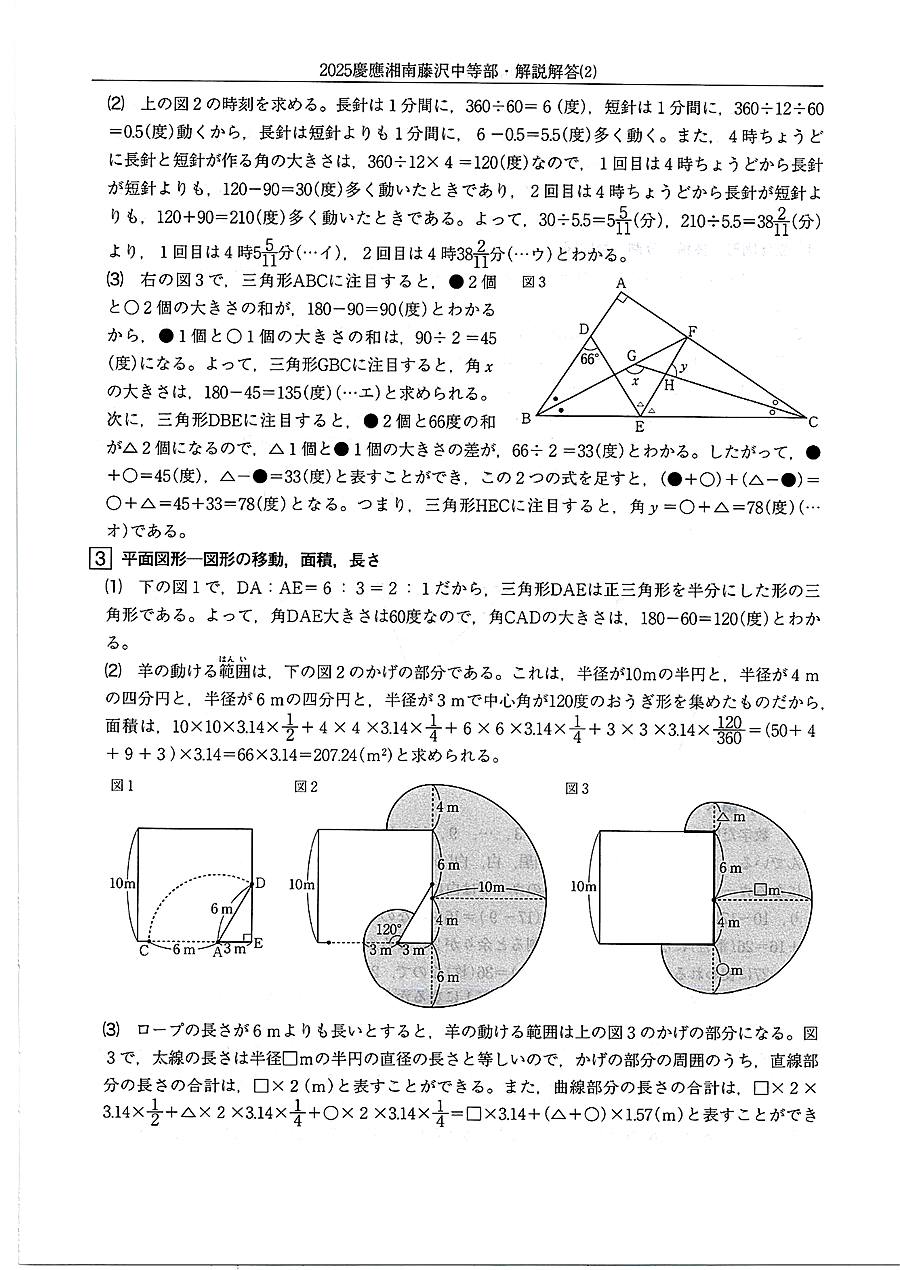 2025慶應湘南藤沢中等部・解説解答(2)
(2) 上の図2の時刻を求める。長針は1分間に，360÷60=6(度)，短針は1分間に，360÷12÷60
=0.5(度)動くから，長針は短針よりも1分間に，6－0.5=5.5(度)多く動く。また，4時ちょうど
に長針と短針が作る角の大きさは，360÷12×4=120(度)なので，1回目は4時ちょうどから長針
が短針よりも，120－90=30(度)多く動いたときであり，2回目は4時ちょうどから長針が短針よ
りも，120+90=210(度)多く動いたときである。よって，30÷5.5=5 5/11(分)，210÷5.5=38 2/11(分)
より，1回目は4時5 5/11分(…イ)，2回目は4時38 2/11分(…ウ)とわかる。
(3) 右の図3で，三角形ABCに注目すると，●2個
と○2個の大きさの和が，180－90=90(度)とわかる
から，●1個と○1個の大きさの和は，90÷2=45
(度)になる。よって，三角形GBCに注目すると，角x
の大きさは，180－45=135(度)(…エ)と求められる。
次に，三角形DBEに注目すると，●2個と66度の和
が△2個になるので，△1個と●1個の大きさの差が，66÷2=33(度)とわかる。したがって，●
+○=45(度)，△－●=33(度)と表すことができ，この2つの式を足すと，(●+○)+(△－●)=
○+△=45+33=78(度)となる。つまり，三角形HECに注目すると，角y=○+△=78(度)(…
オ)である。
図3
A
D
F
66°
G
x
y
H
B
E
C
3 平面図形―図形の移動，面積，長さ
(1) 下の図1で，DA：AE=6：3=2：1だから，三角形DAEは正三角形を半分にした形の三
角形である。よって，角DAE大きさは60度なので，角CADの大きさは，180－60=120(度)とわか
る。
はん い
(2) 羊の動ける範囲は，下の図2のかげの部分である。これは，半径が10mの半円と，半径が4m
の四分円と，半径が6mの四分円と，半径が3mで中心角が120度のおうぎ形を集めたものだから，
面積は，10×10×3.14×1/2+4×4×3.14×1/4+6×6×3.14×1/4+3×3×3.14×120/360=(50+4
+9+3)×3.14=66×3.14=207.24(m²)と求められる。
図1
10m
D
6m
C
6m
A
3m
E
図2
4m
6m
10m
10m
4m
120°
3m
3m
6m
図3
△m
6m
10m
□m
4m
○m
(3) ロープの長さが6mよりも長いとすると，羊の動ける範囲は上の図3のかげの部分になる。図
3で，太線の長さは半径□mの半円の直径の長さと等しいので，かげの部分の周囲のうち，直線部
分の長さの合計は，□×2(m)と表すことができる。また，曲線部分の長さの合計は，□×2×
3.14×1/2+△×2×3.14×1/4+○×2×3.14×1/4=□×3.14+(△+○)×1.57(m)と表すことができ